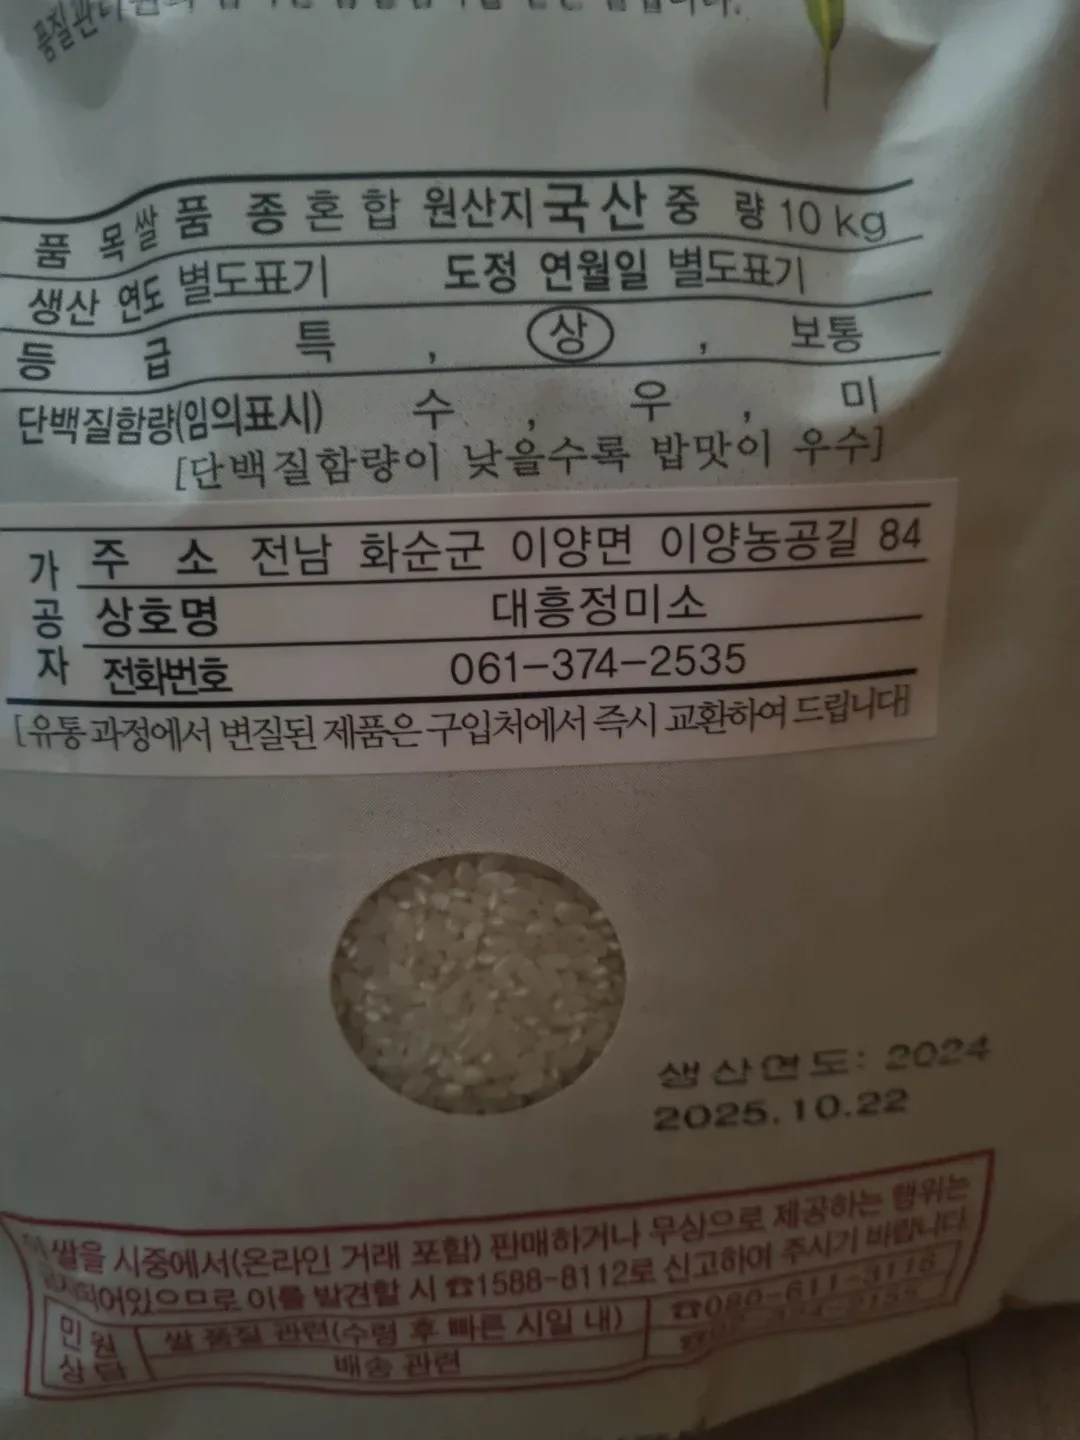 품 목 쌀 품 종 혼합 원산지 국산 중 량 10 kg
생산 연도 별도표기 도정 연월일 별도표기
등 급 특 , 상 , 보통
단백질함량(임의표시) 수 , 우 , 미
[단백질함량이 낮을수록 밥맛이 우수]
가공자
주 소 전남 화순군 이양면 이양농공길 84
상호명 대흥정미소
전화번호 061-374-2535
[유통과정에서 변질된 제품은 구입처에서 즉시 교환하여 드립니다]
생산연도: 2024
2025.10.22
쌀을 시중에서(온라인 거래 포함) 판매하거나 무상으로 제공하는 행위는
이를 발견할 시 ☎1588-8112로 신고하여 주시기 바랍니다.
민원상담
쌀 품질 관련(수령 후 빠른 시일 내) ☎080-611-3116
배송 관련